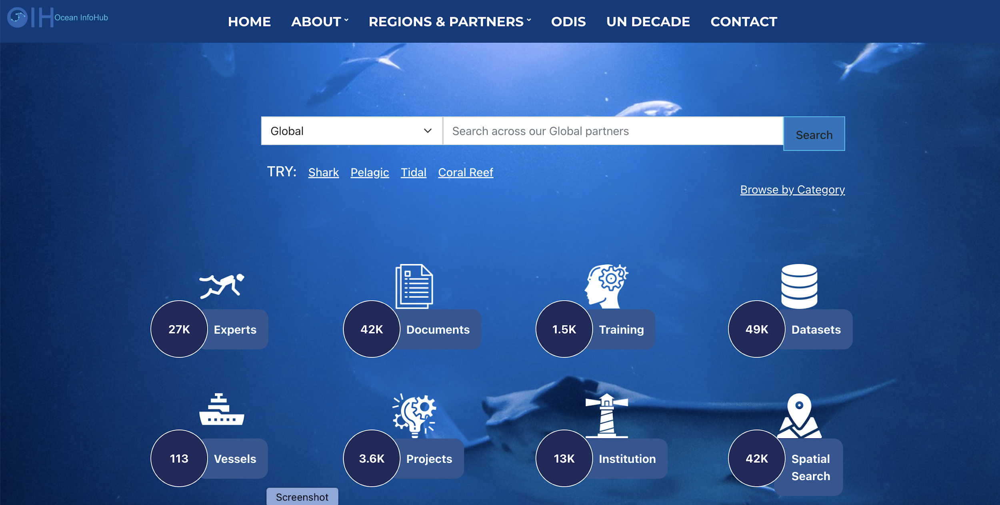 OIH Ocean InfoHub
HOME ABOUT REGIONS & PARTNERS ODIS UN DECADE CONTACT
Global Search across our Global partners Search
TRY: Shark Pelagic Tidal Coral Reef
Browse by Category
27K Experts 42K Documents 1.5K Training 49K Datasets
113 Vessels 3.6K Projects 13K Institution 42K Spatial
Search
Screenshot